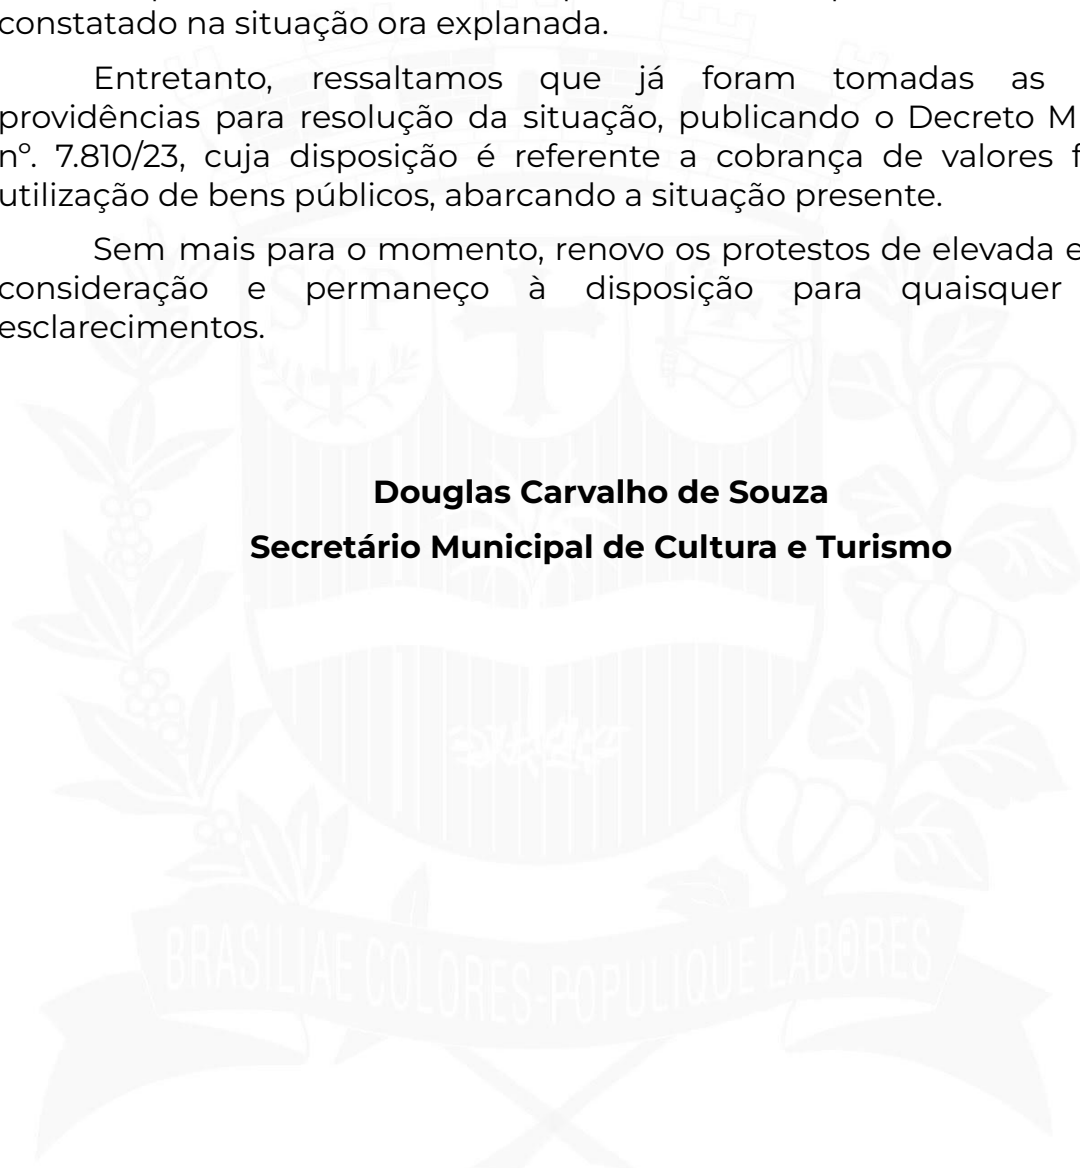 constatado na situação ora explanada.
Entretanto, ressaltamos que já foram tomadas as
providências para resolução da situação, publicando o Decreto M
nº. 7.810/23, cuja disposição é referente a cobrança de valores f
utilização de bens públicos, abarcando a situação presente.
Sem mais para o momento, renovo os protestos de elevada e
consideração e permaneço à disposição para quaisquer
esclarecimentos.
Douglas Carvalho de Souza
Secretário Municipal de Cultura e Turismo
BRASILIAE COLORES-POPULIQUE LABORES